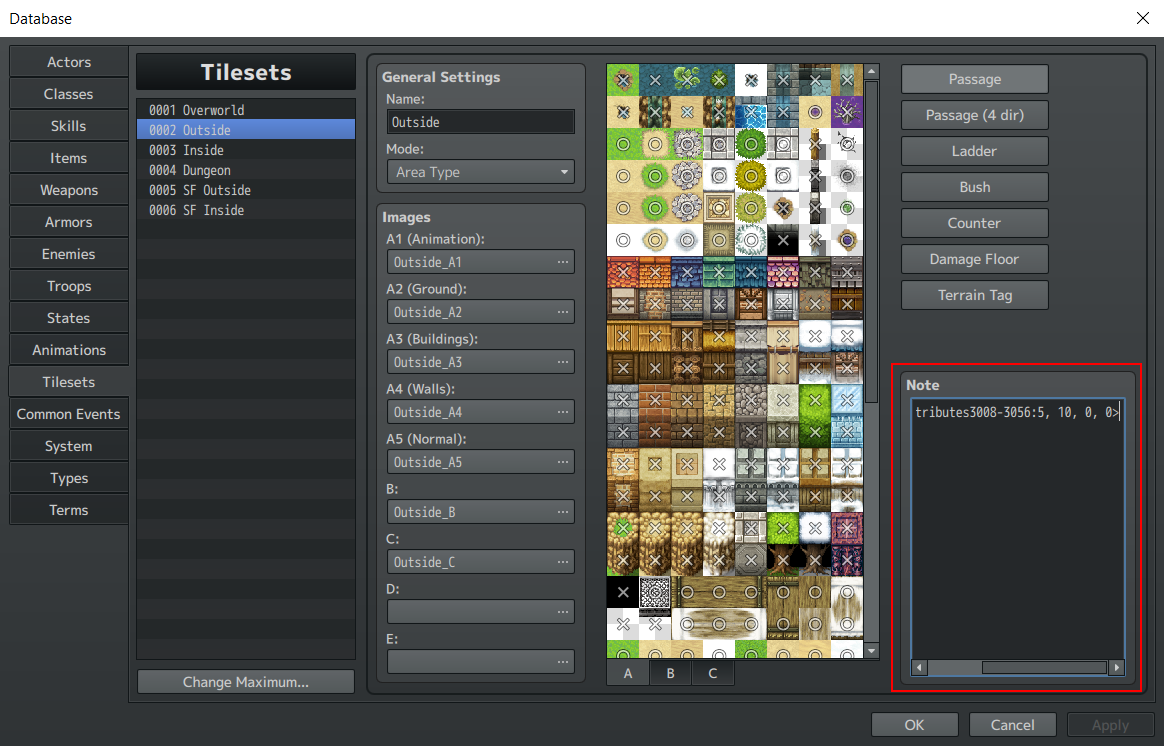 Database
Actors
Classes
Skills
Items
Weapons
Armors
Enemies
Troops
States
Animations
Tilesets
Common Events
System
Types
Terms
Tilesets
0001 Overworld
0002 Outside
0003 Inside
0004 Dungeon
0005 SF Outside
0006 SF Inside
Change Maximum...
General Settings
Name:
Outside
Mode:
Area Type
Images
A1 (Animation):
Outside_A1 ...
A2 (Ground):
Outside_A2 ...
A3 (Buildings):
Outside_A3 ...
A4 (Walls):
Outside_A4 ...
A5 (Normal):
Outside_A5 ...
B:
Outside_B ...
C:
Outside_C ...
D:
...
E:
...
A B C
Passage
Passage (4 dir)
Ladder
Bush
Counter
Damage Floor
Terrain Tag
Note
tributes3008-3056:5, 10, 0, 0>
OK Cancel Apply